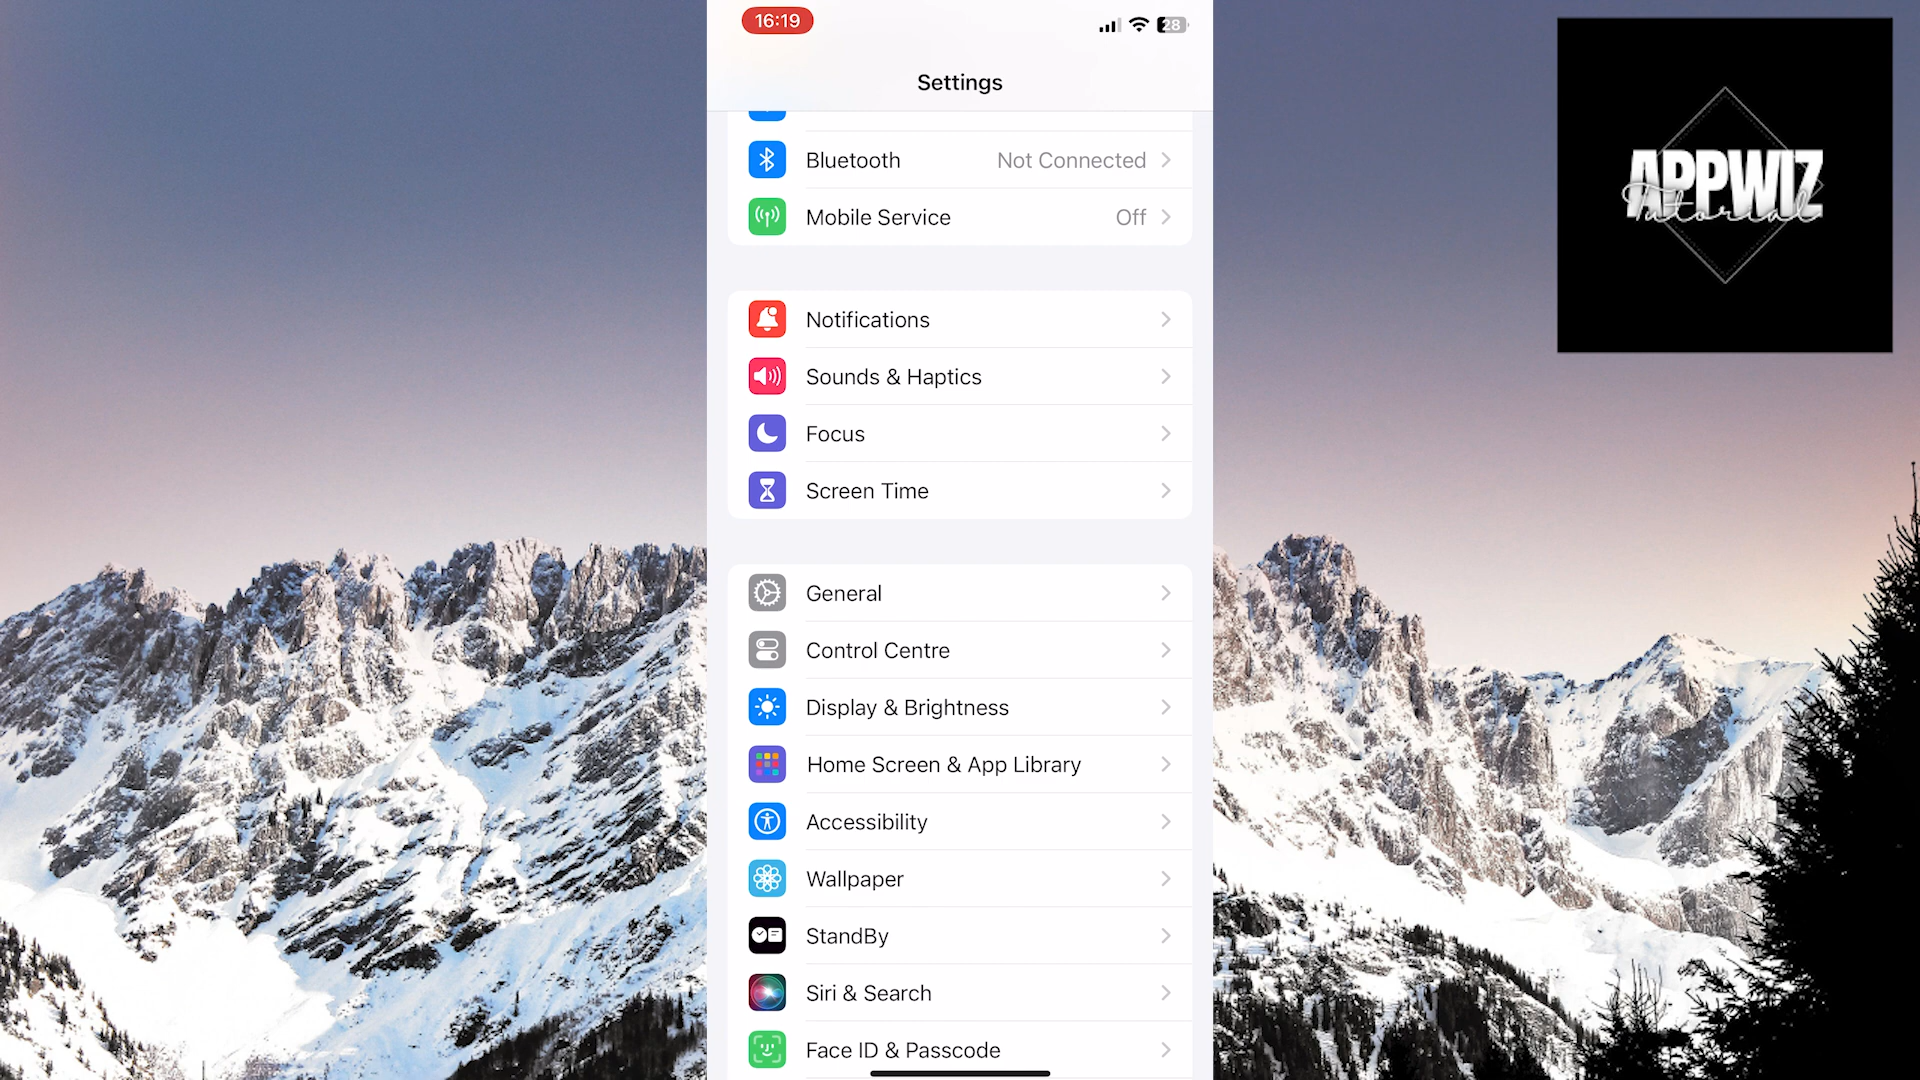 16:19
28
Settings
Bluetooth
Not Connected
Mobile Service
Off
Notifications
Sounds & Haptics
Focus
Screen Time
General
Control Centre
Display & Brightness
Home Screen & App Library
Accessibility
Wallpaper
StandBy
Siri & Search
Face ID & Passcode
APPWIZ
Tutorial